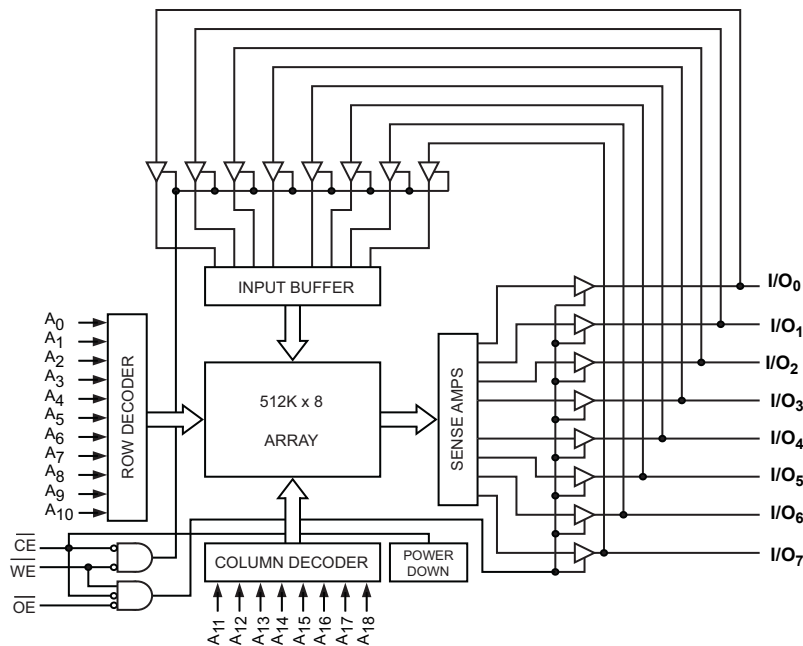 INPUT BUFFER
I/O0
I/O1
I/O2
I/O3
I/O4
I/O5
I/O6
I/O7
A0
A1
A2
A3
A4
A5
A6
A7
A8
A9
A10
ROW DECODER
512K x 8
ARRAY
SENSE AMPS
CE
WE
OE
COLUMN DECODER
POWER
DOWN
A11
A12
A13
A14
A15
A16
A17
A18